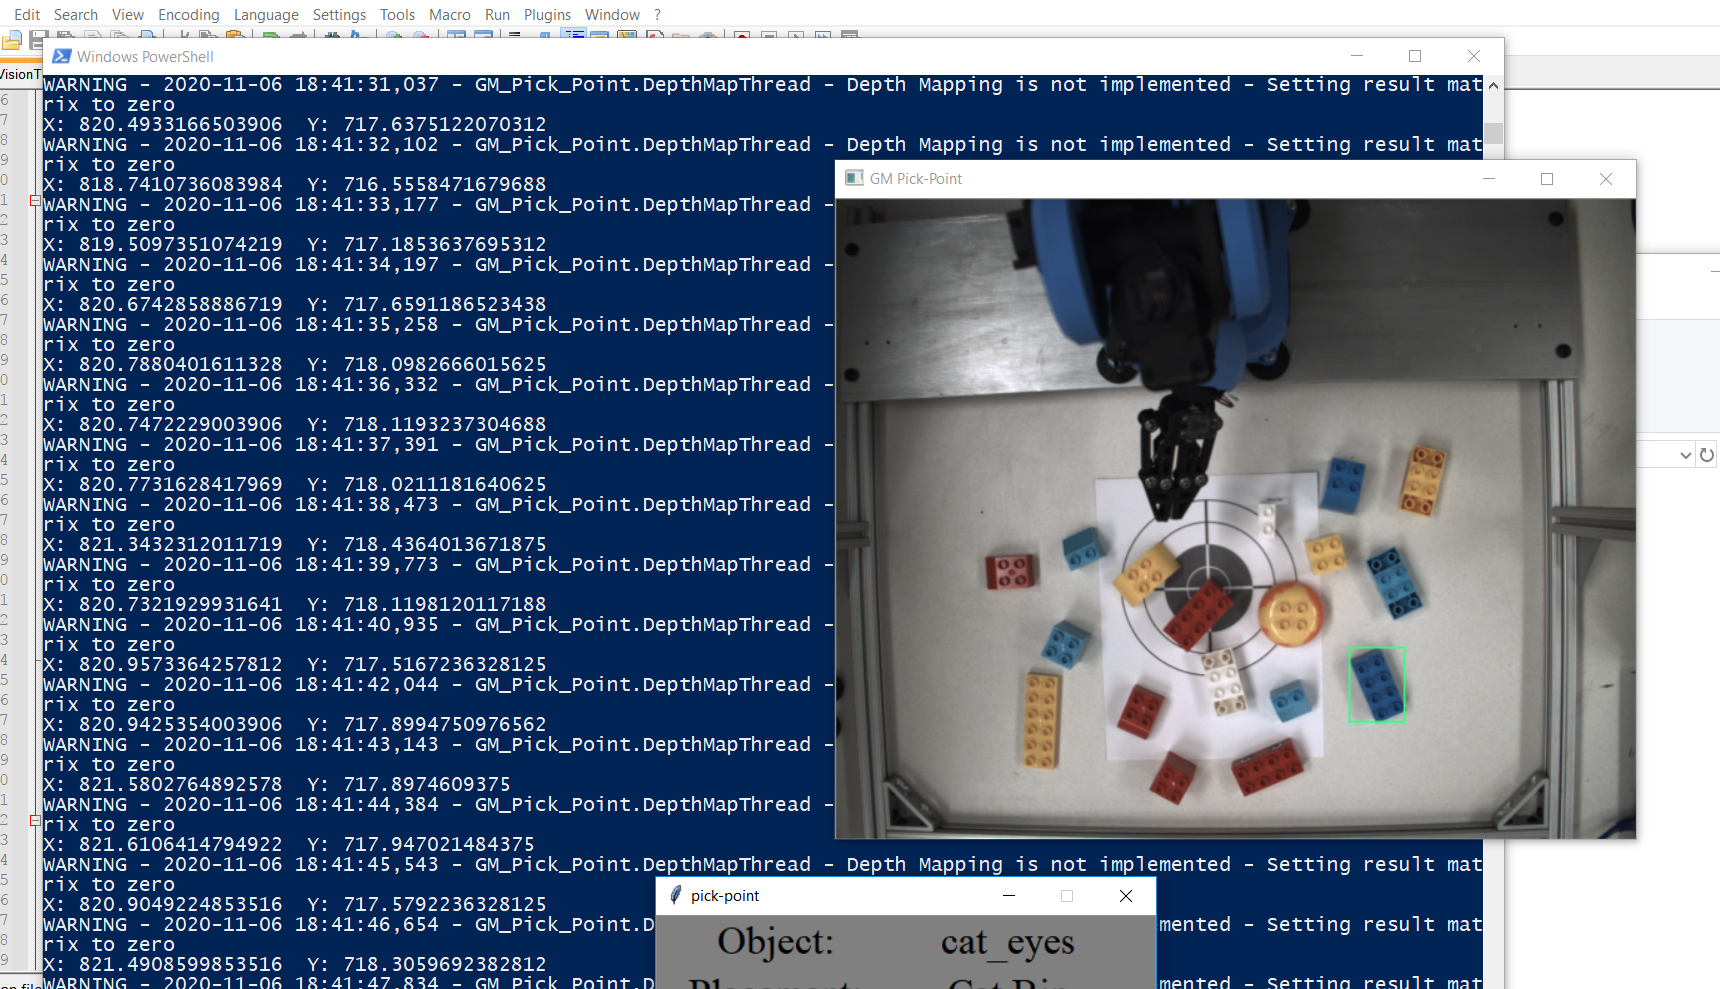 Edit Search View Encoding Language Settings Tools Macro Run Plugins Window ?
Windows PowerShell
VisionT
WARNING - 2020-11-06 18:41:31,037 - GM_Pick_Point.DepthMapThread - Depth Mapping is not implemented - Setting result mat
rix to zero
X: 820.4933166503906 Y: 717.6375122070312
WARNING - 2020-11-06 18:41:32,102 - GM_Pick_Point.DepthMapThread - Depth Mapping is not implemented - Setting result mat
rix to zero
X: 818.7410736083984 Y: 716.5558471679688
WARNING - 2020-11-06 18:41:33,177 - GM_Pick_Point.DepthMapThread -
rix to zero
X: 819.5097351074219 Y: 717.1853637695312
WARNING - 2020-11-06 18:41:34,197 - GM_Pick_Point.DepthMapThread -
rix to zero
X: 820.6742858886719 Y: 717.6591186523438
WARNING - 2020-11-06 18:41:35,258 - GM_Pick_Point.DepthMapThread -
rix to zero
X: 820.7880401611328 Y: 718.0982666015625
WARNING - 2020-11-06 18:41:36,332 - GM_Pick_Point.DepthMapThread -
rix to zero
X: 820.7472229003906 Y: 718.1193237304688
WARNING - 2020-11-06 18:41:37,391 - GM_Pick_Point.DepthMapThread -
rix to zero
X: 820.7731628417969 Y: 718.0211181640625
WARNING - 2020-11-06 18:41:38,473 - GM_Pick_Point.DepthMapThread -
rix to zero
X: 821.3432312011719 Y: 718.4364013671875
WARNING - 2020-11-06 18:41:39,773 - GM_Pick_Point.DepthMapThread -
rix to zero
X: 820.7321929931641 Y: 718.1198120117188
WARNING - 2020-11-06 18:41:40,935 - GM_Pick_Point.DepthMapThread -
rix to zero
X: 820.9573364257812 Y: 717.5167236328125
WARNING - 2020-11-06 18:41:42,044 - GM_Pick_Point.DepthMapThread -
rix to zero
X: 820.9425354003906 Y: 717.8994750976562
WARNING - 2020-11-06 18:41:43,143 - GM_Pick_Point.DepthMapThread -
rix to zero
X: 821.5802764892578 Y: 717.8974609375
WARNING - 2020-11-06 18:41:44,384 - GM_Pick_Point.DepthMapThread -
rix to zero
X: 821.6106414794922 Y: 717.947021484375
WARNING - 2020-11-06 18:41:45,543 - GM_Pick_Point.DepthMapThread - Depth Mapping is not implemented - Setting result mat
rix to zero
X: 820.9049224853516 Y: 717.5792236328125
WARNING - 2020-11-06 18:41:46,654 - GM_Pick_Point.D mented - Setting result mat
rix to zero
X: 821.4908599853516 Y: 718.3059692382812
WARNING - 2020-11-06 18:41:47,834 - GM_Pick_Point.D mented - Setting result mat
GM Pick-Point
pick-point
Object: cat_eyes
Placement: Cat Bin